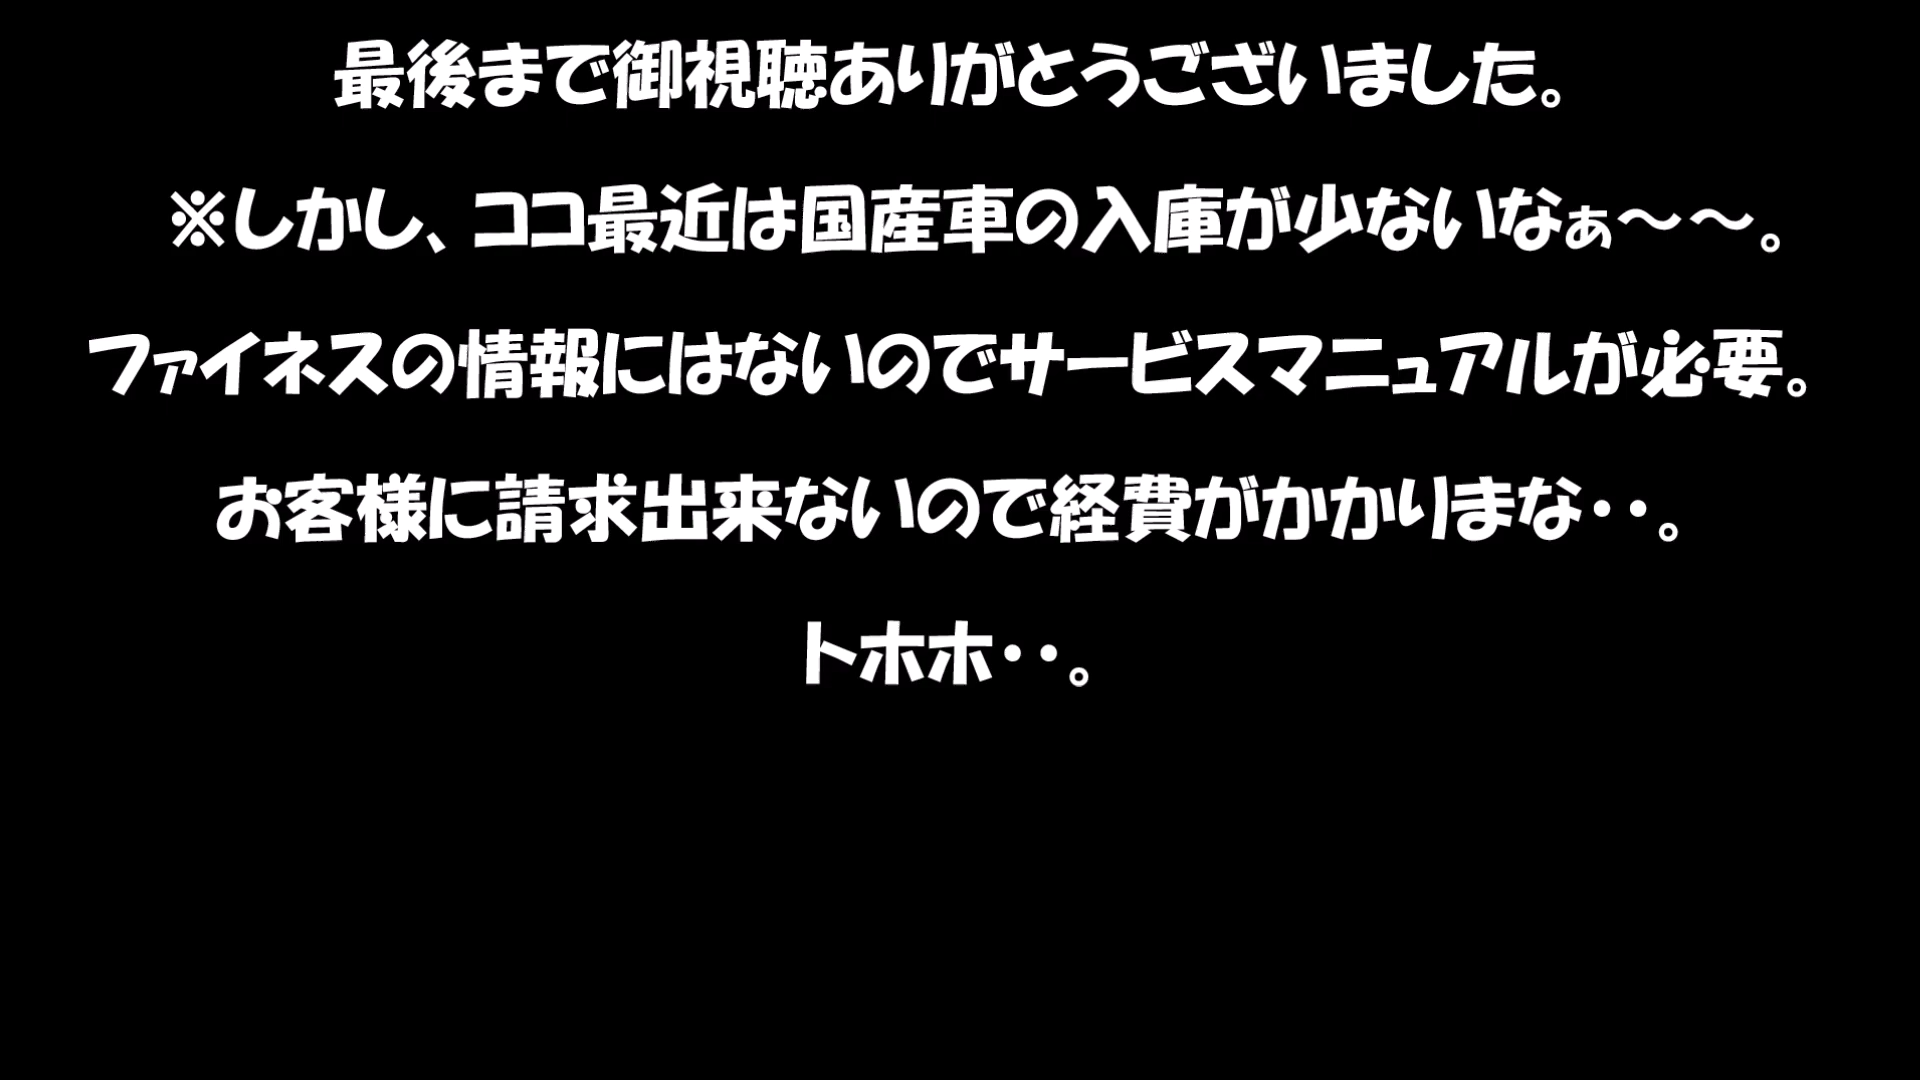 最後まで御視聴ありがとうございました。
※しかし、ココ最近は国産車の入庫が少ないなぁ～～。
ファイネスの情報にはないのでサービスマニュアルが必要。
お客様に請求出来ないので経費がかかりまな・・。
トホホ・・。